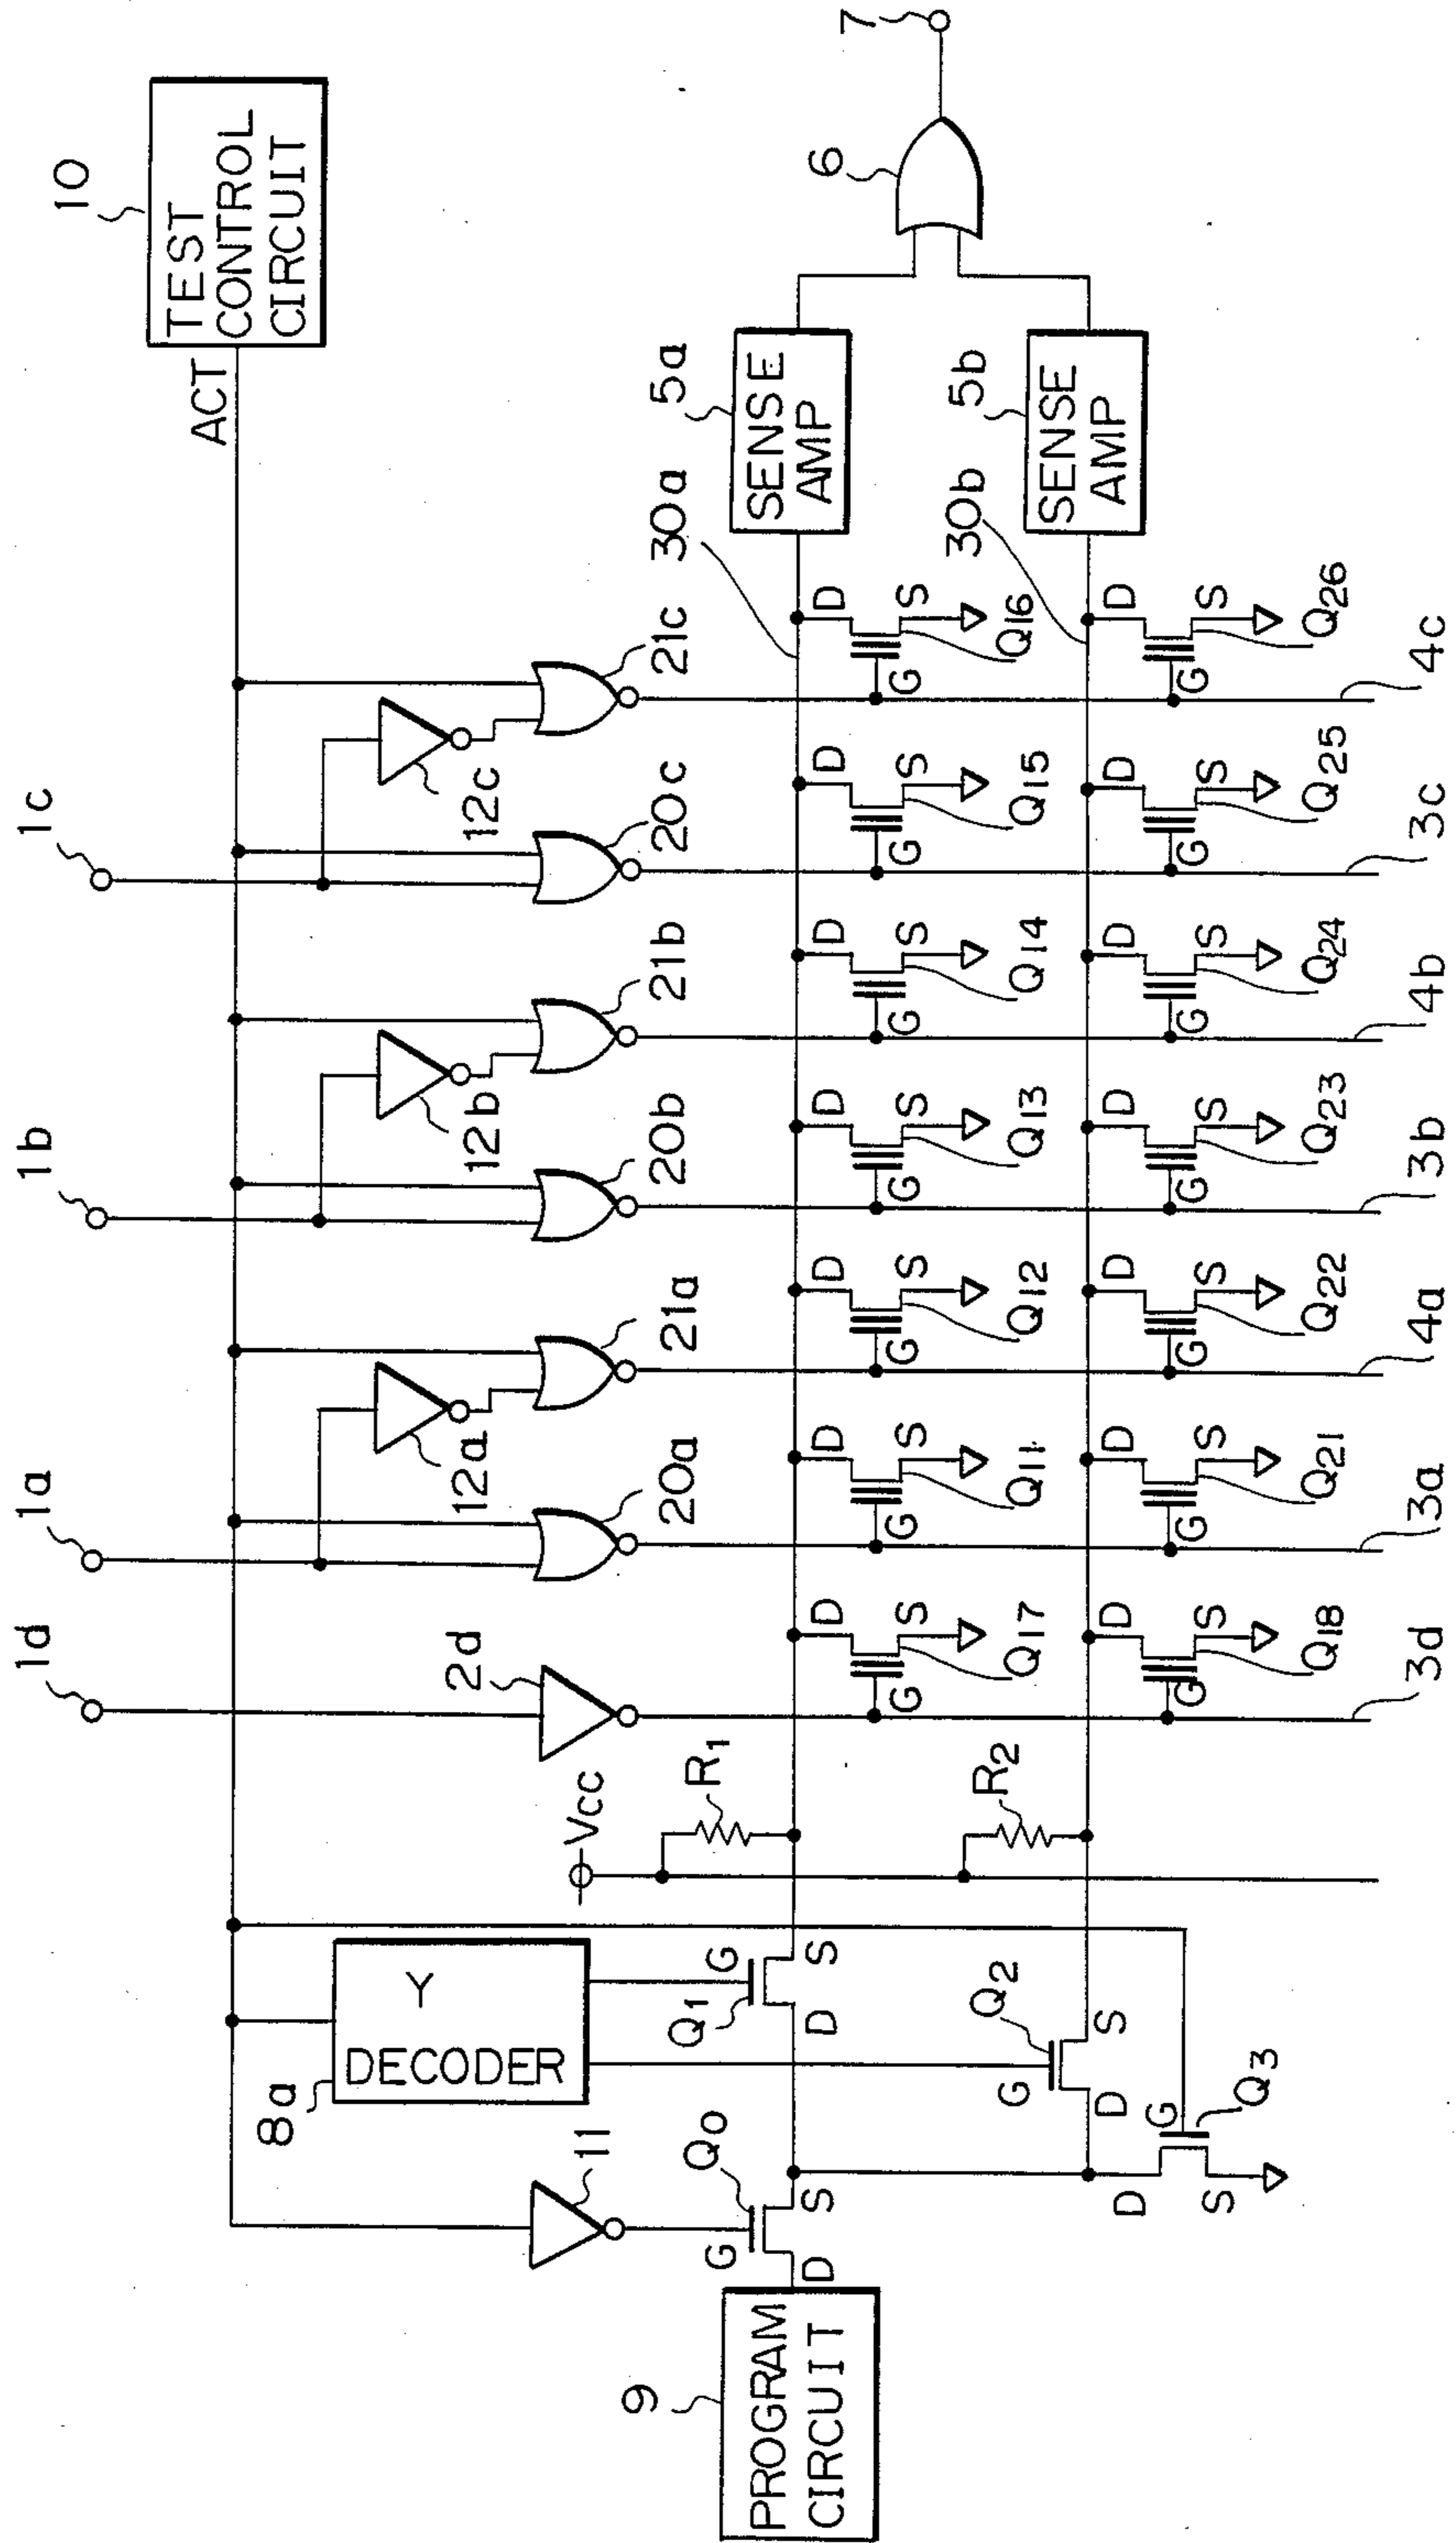 10
TEST
CONTROL
CIRCUIT
ACT
1d
1a
1b
1c
8a
Y
DECODER
11
2d
12a
12b
12c
20a
21a
20b
21b
20c
21c
9
PROGRAM
CIRCUIT
Q0
G
D
S
Q1
G
D
S
Q2
G
D
S
Q3
G
D
S
Vcc
R1
R2
30a
5a
SENSE
AMP
30b
5b
SENSE
AMP
6
7
D
G
S
Q17
D
G
S
Q11
D
G
S
Q12
D
G
S
Q13
D
G
S
Q14
D
G
S
Q15
D
G
S
Q16
D
G
S
Q18
D
G
S
Q21
D
G
S
Q22
D
G
S
Q23
D
G
S
Q24
D
G
S
Q25
D
G
S
Q26
3d
3a
4a
3b
4b
3c
4c